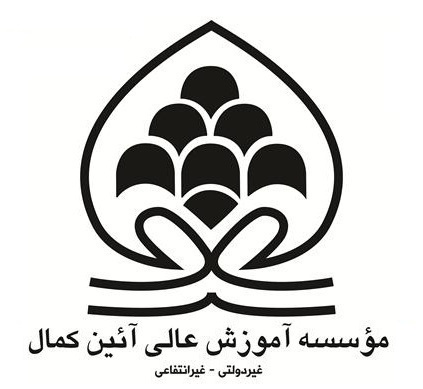 مؤسسه آموزش عالی آئین کمال
غیردولتی - غیرانتفاعی